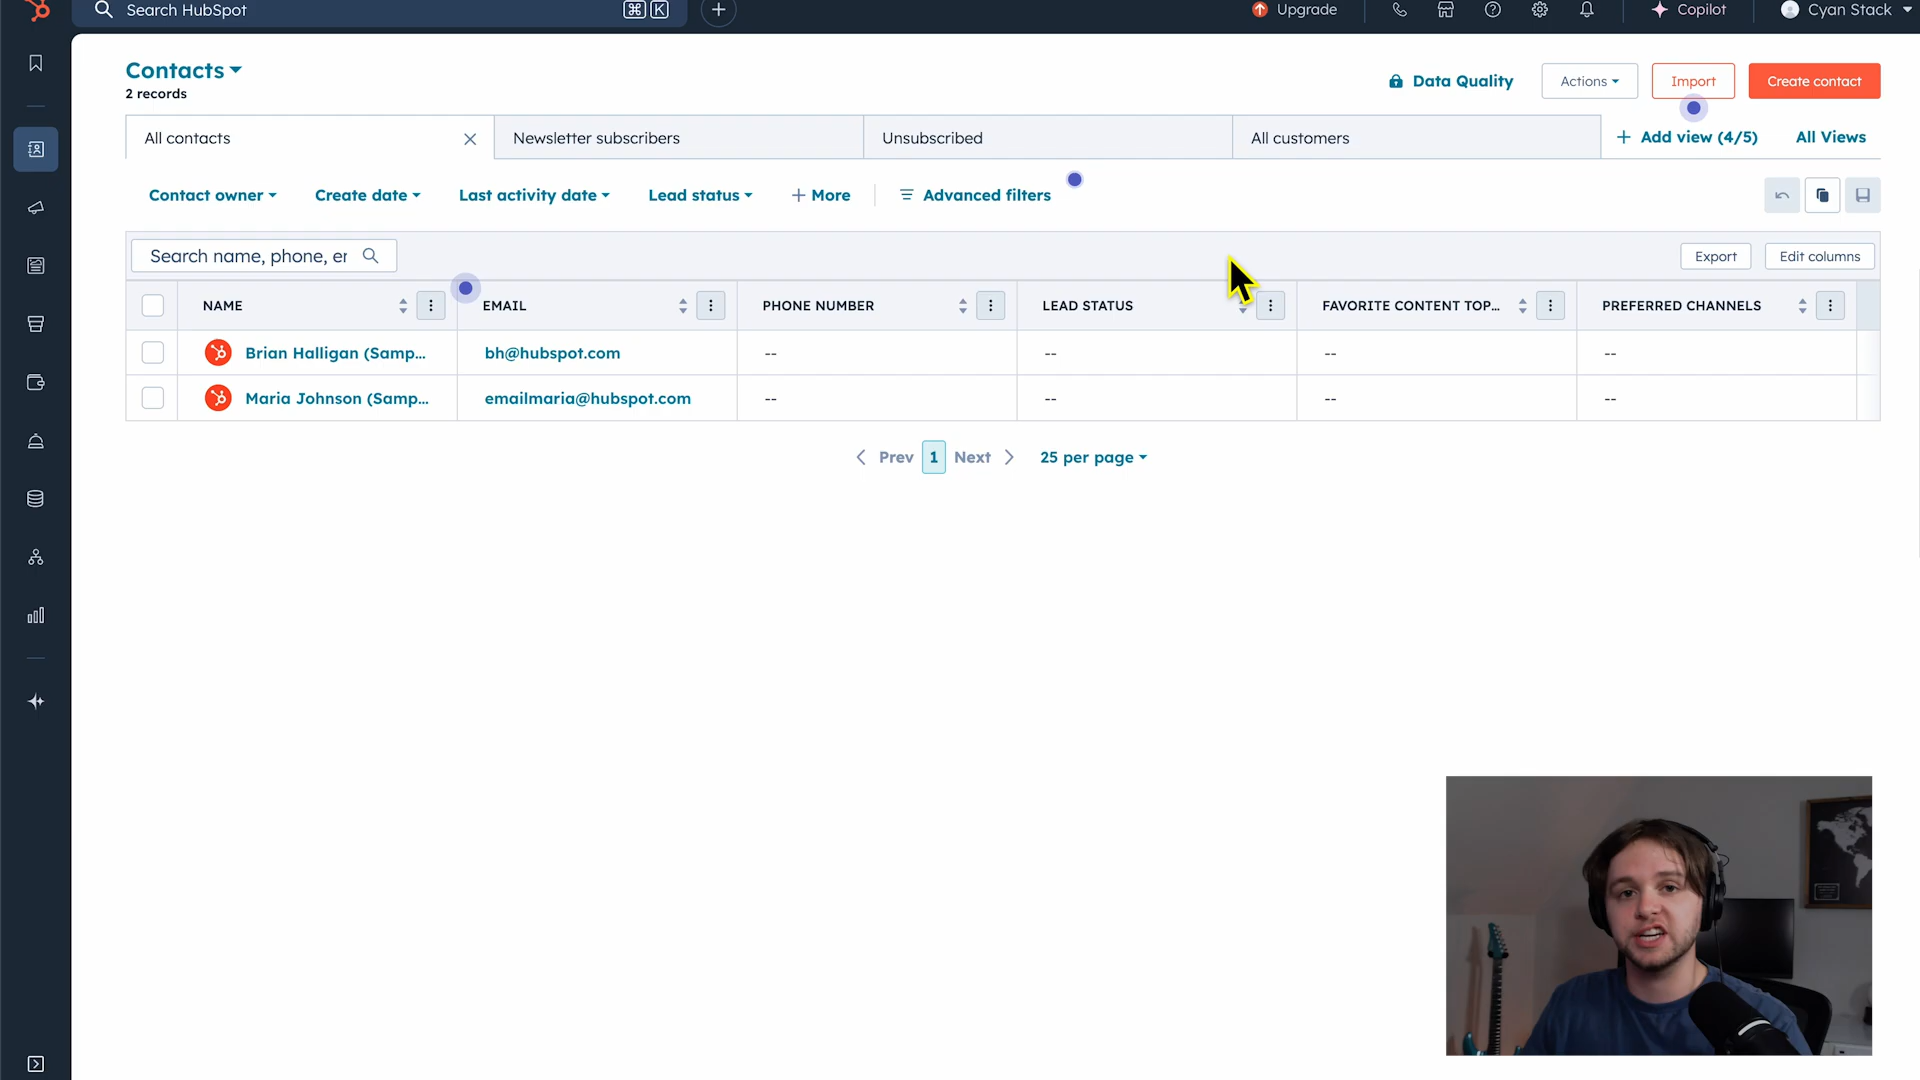 Search HubSpot
⌘ K
Upgrade
Copilot
Cyan Stack
Contacts
2 records
Data Quality
Actions
Import
Create contact
All contacts
Newsletter subscribers
Unsubscribed
All customers
Add view (4/5)
All Views
Contact owner
Create date
Last activity date
Lead status
More
Advanced filters
Search name, phone, er
Export
Edit columns
NAME
EMAIL
PHONE NUMBER
LEAD STATUS
FAVORITE CONTENT TOP...
PREFERRED CHANNELS
Brian Halligan (Samp...
bh@hubspot.com
--
--
--
--
Maria Johnson (Samp...
emailmaria@hubspot.com
--
--
--
--
Prev
1
Next
25 per page